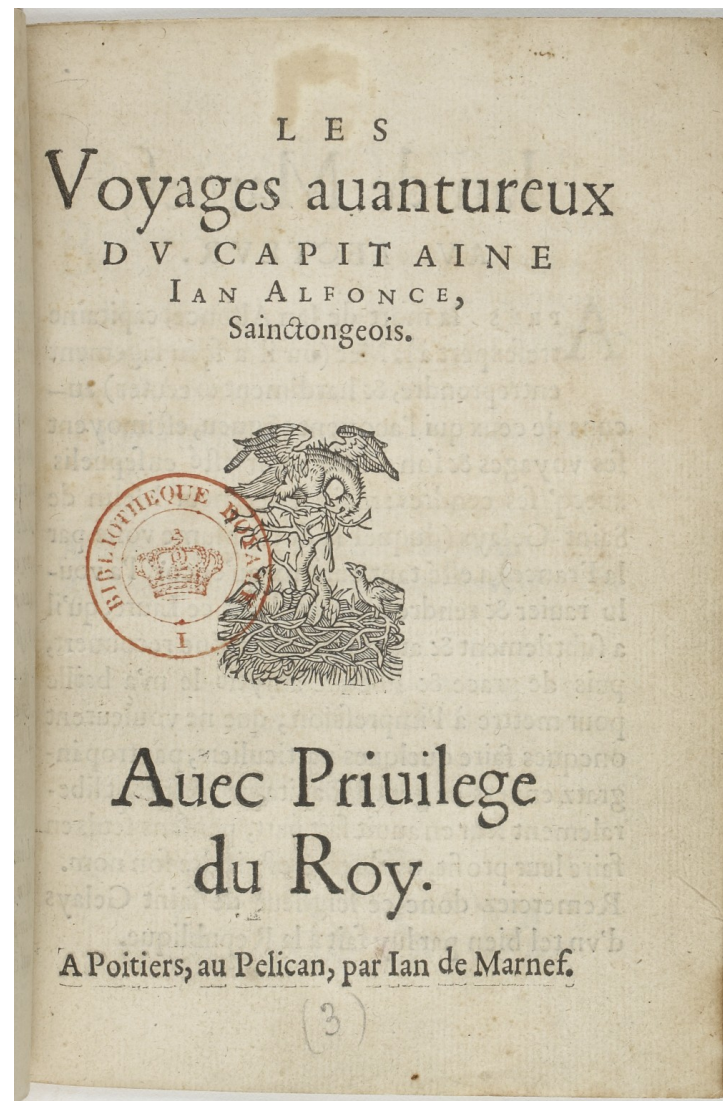 LES
Voyages auantureux
DV CAPITAINE
IAN ALFONCE,
Sainctongeois.
BIBLIOTHEQUE ROYALE
I
Auec Priuilege
du Roy.
A Poitiers, au Pelican, par Ian de Marnef.
(3)